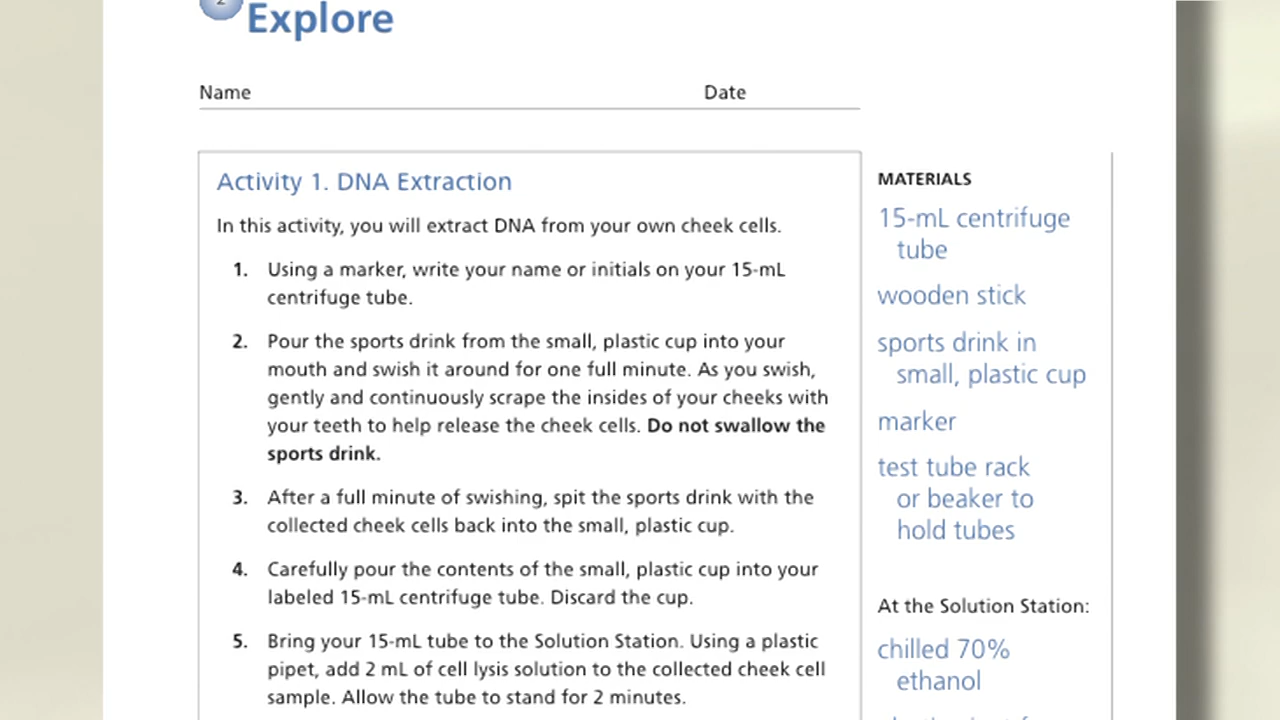 2
Explore
Name Date
Activity 1. DNA Extraction
In this activity, you will extract DNA from your own cheek cells.
1. Using a marker, write your name or initials on your 15-mL
centrifuge tube.
2. Pour the sports drink from the small, plastic cup into your
mouth and swish it around for one full minute. As you swish,
gently and continuously scrape the insides of your cheeks with
your teeth to help release the cheek cells. Do not swallow the
sports drink.
3. After a full minute of swishing, spit the sports drink with the
collected cheek cells back into the small, plastic cup.
4. Carefully pour the contents of the small, plastic cup into your
labeled 15-mL centrifuge tube. Discard the cup.
5. Bring your 15-mL tube to the Solution Station. Using a plastic
pipet, add 2 mL of cell lysis solution to the collected cheek cell
sample. Allow the tube to stand for 2 minutes.
MATERIALS
15-mL centrifuge
tube
wooden stick
sports drink in
small, plastic cup
marker
test tube rack
or beaker to
hold tubes
At the Solution Station:
chilled 70%
ethanol